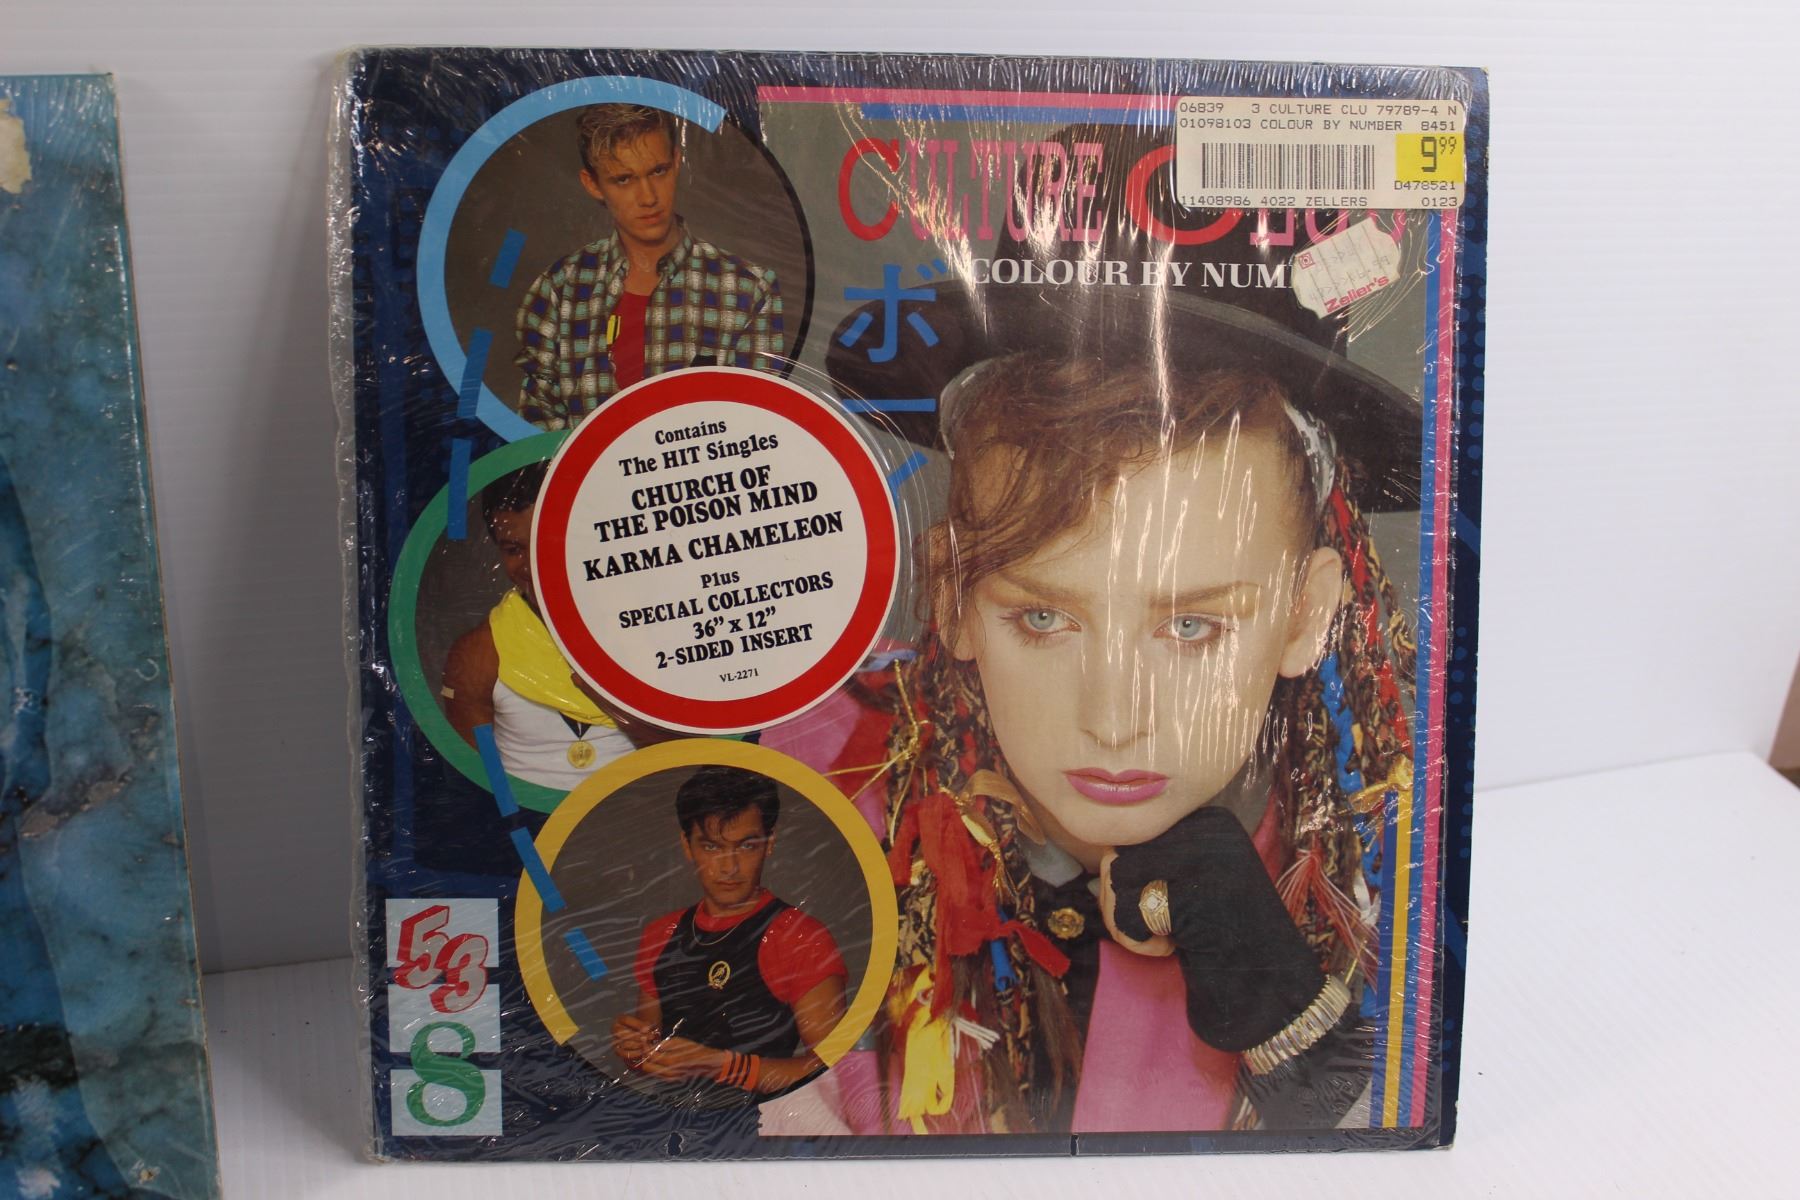 06839 3 CULTURE CLU 79789-4 N
01098103 COLOUR BY NUMBER 8451
9 99
D478521
11408986 4022 ZELLERS 0123
CULTURE
COLOUR BY NUM
Zeller's
ボー
Contains
The HIT Singles
CHURCH OF
THE POISON MIND
KARMA CHAMELEON
Plus
SPECIAL COLLECTORS
36” x 12”
2-SIDED INSERT
VL-2271
53
8